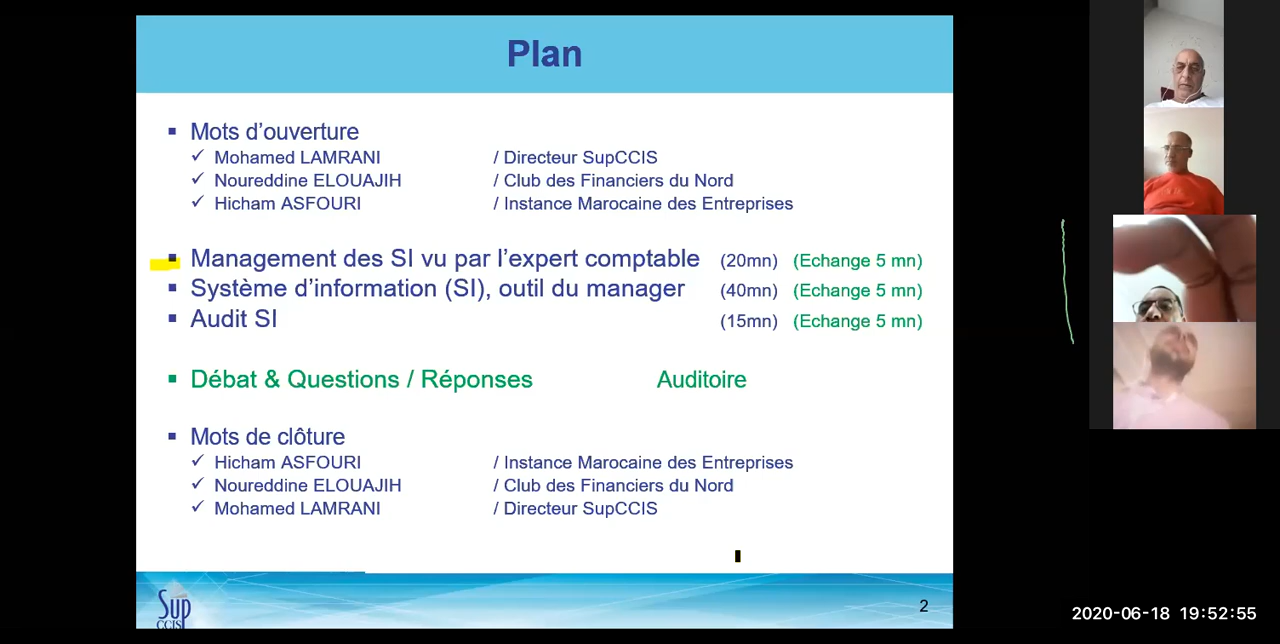 Plan
Mots d’ouverture
Mohamed LAMRANI / Directeur SupCCIS
Noureddine ELOUAJIH / Club des Financiers du Nord
Hicham ASFOURI / Instance Marocaine des Entreprises
Management des SI vu par l’expert comptable (20mn) (Echange 5 mn)
Système d’information (SI), outil du manager (40mn) (Echange 5 mn)
Audit SI (15mn) (Echange 5 mn)
Débat & Questions / Réponses Auditoire
Mots de clôture
Hicham ASFOURI / Instance Marocaine des Entreprises
Noureddine ELOUAJIH / Club des Financiers du Nord
Mohamed LAMRANI / Directeur SupCCIS
Sup
CCIS
2
2020-06-18 19:52:55